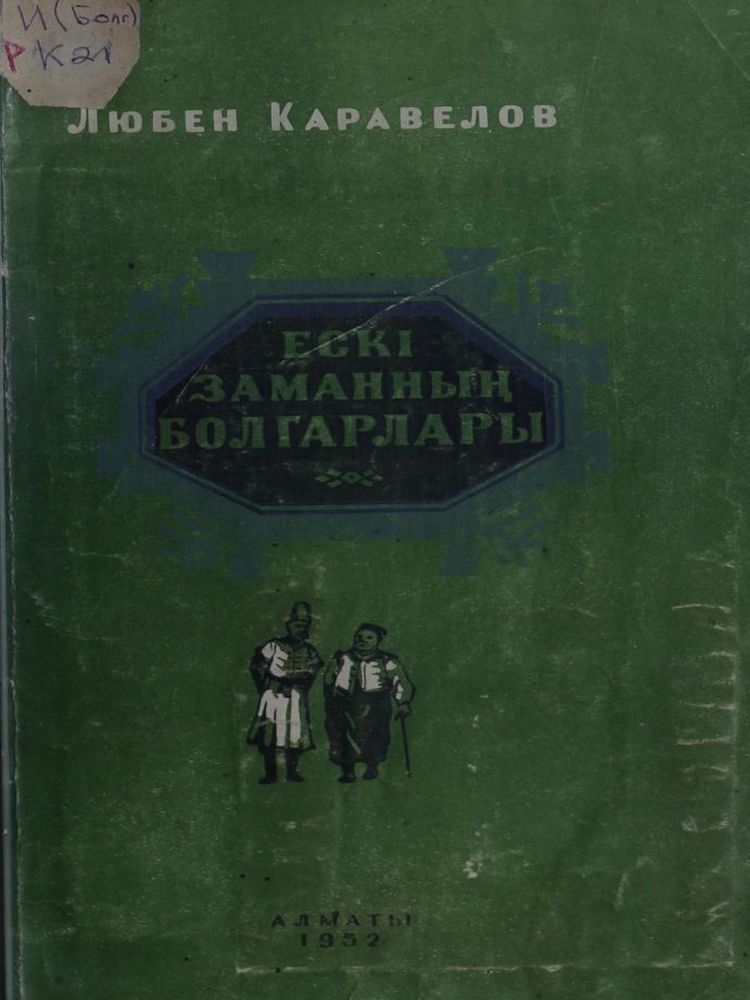 И(Болг)
Р К21
ЛЮБЕН КАРАВЕЛОВ
ЕСКІ
ЗАМАННЫҢ
БОЛГАРЛАРЫ
АЛМАТЫ
1952